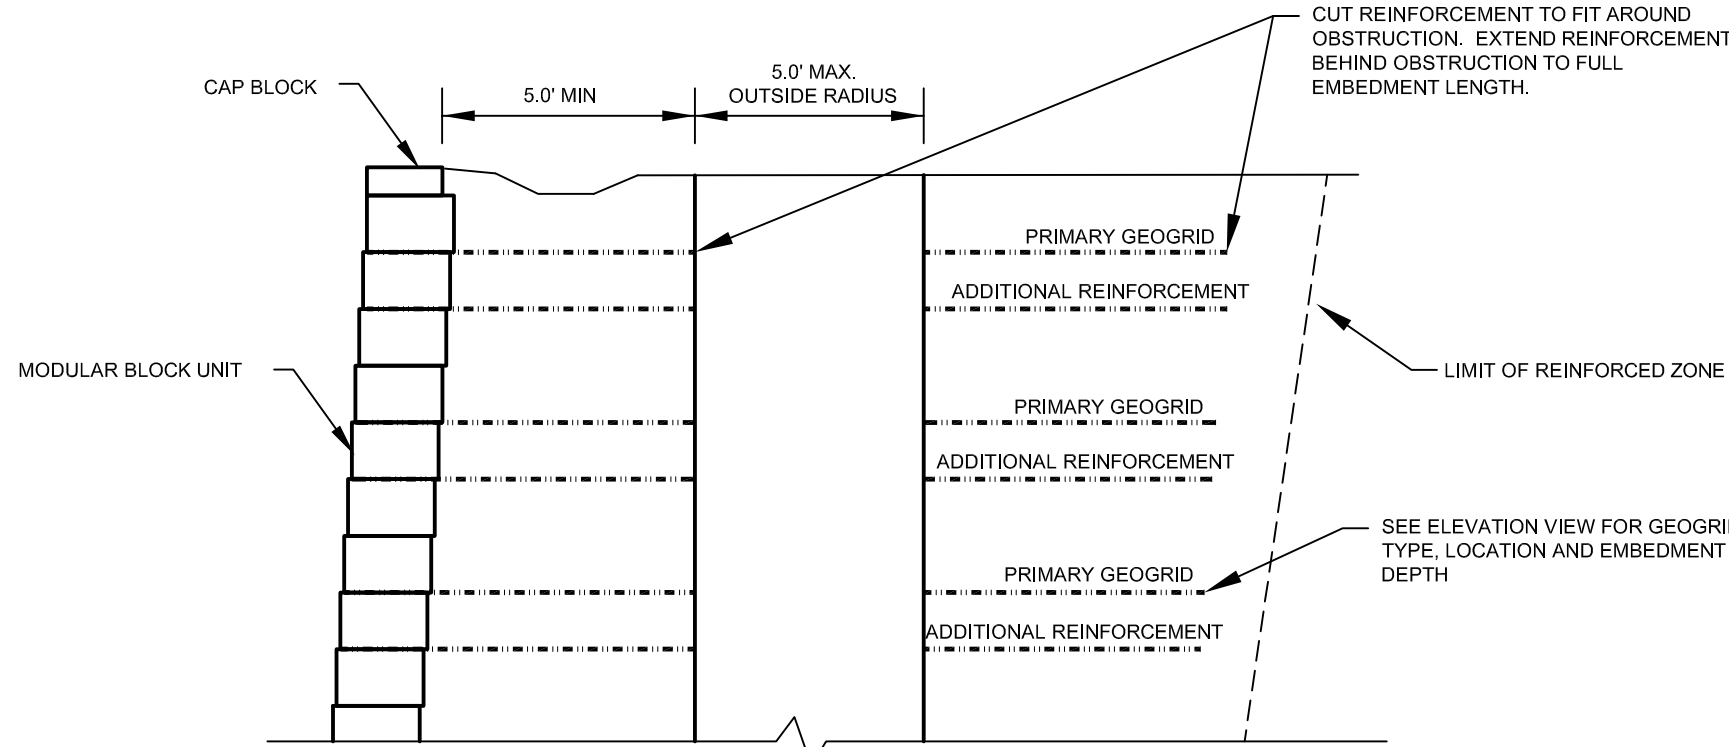 CUT REINFORCEMENT TO FIT AROUND
OBSTRUCTION. EXTEND REINFORCEMENT
BEHIND OBSTRUCTION TO FULL
EMBEDMENT LENGTH.
5.0' MAX.
OUTSIDE RADIUS
5.0' MIN
CAP BLOCK
PRIMARY GEOGRID
ADDITIONAL REINFORCEMENT
MODULAR BLOCK UNIT
LIMIT OF REINFORCED ZONE
PRIMARY GEOGRID
ADDITIONAL REINFORCEMENT
SEE ELEVATION VIEW FOR GEOGRI
TYPE, LOCATION AND EMBEDMENT
DEPTH
PRIMARY GEOGRID
ADDITIONAL REINFORCEMENT